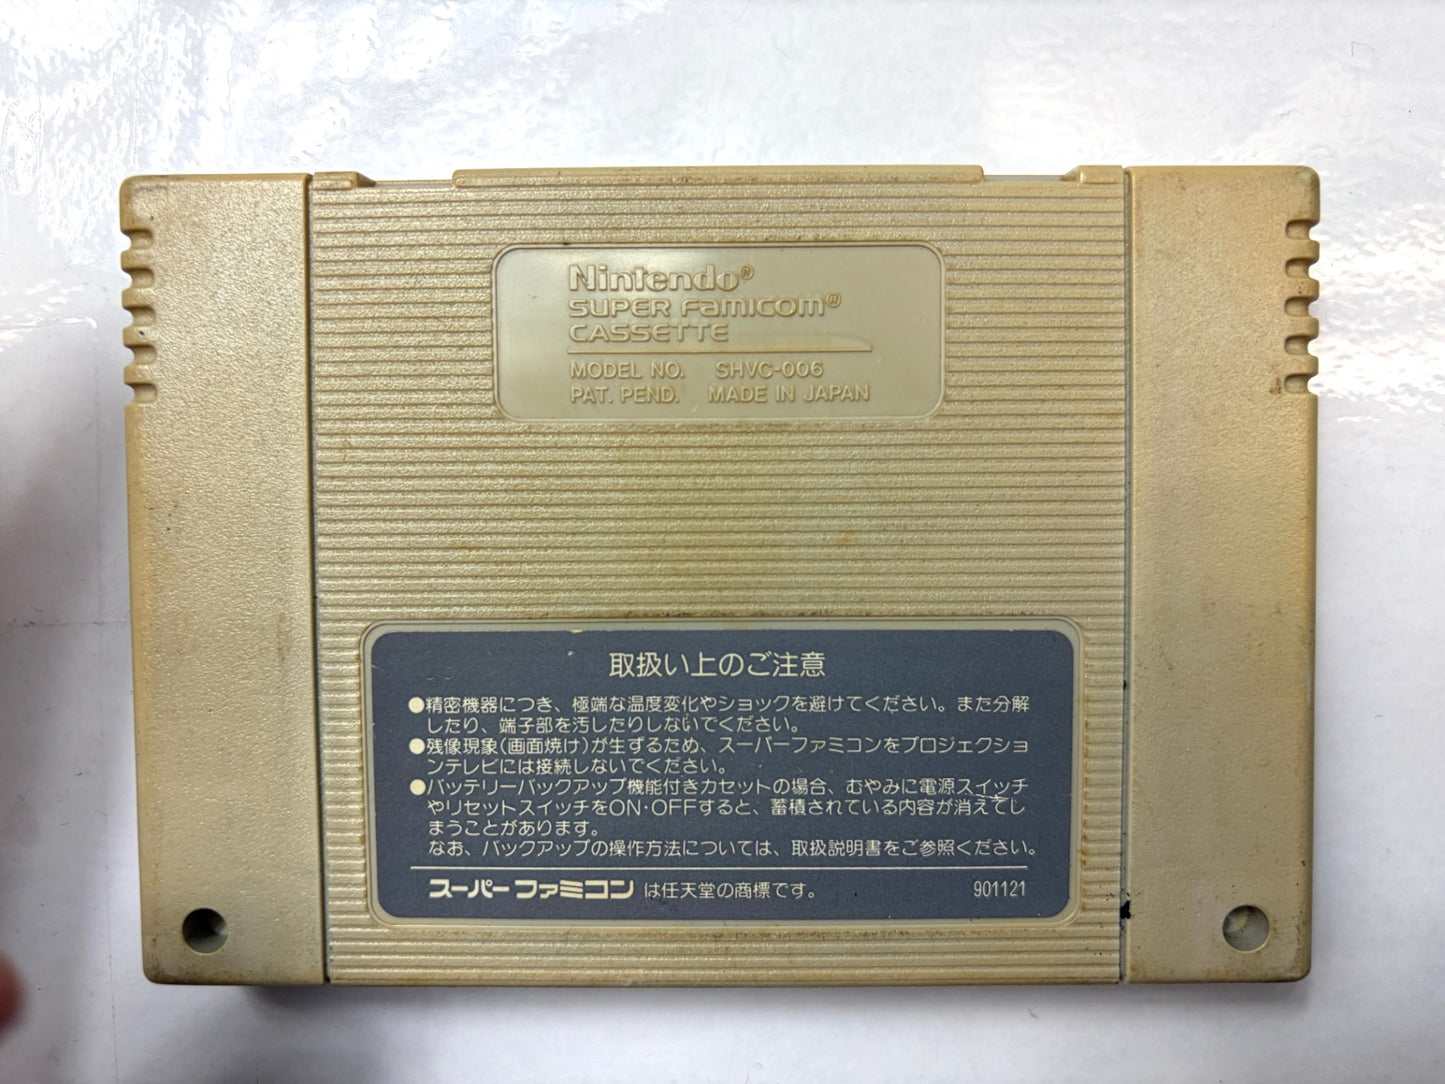 Nintendo®
SUPER FAMICOM®
CASSETTE
MODEL NO. SHVC-006
PAT. PEND. MADE IN JAPAN
取扱い上のご注意
●精密機器につき、極端な温度変化やショックを避けてください。また分解
したり、端子部を汚したりしないでください。
●残像現象(画面焼け)が生ずるため、スーパーファミコンをプロジェクショ
ンテレビには接続しないでください。
●バッテリーバックアップ機能付きカセットの場合、むやみに電源スイッチ
やリセットスイッチをON·OFFすると、蓄積されている内容が消えてし
まうことがあります。
なお、バックアップの操作方法については、取扱説明書をご参照ください。
スーパーファミコン は任天堂の商標です。 901121